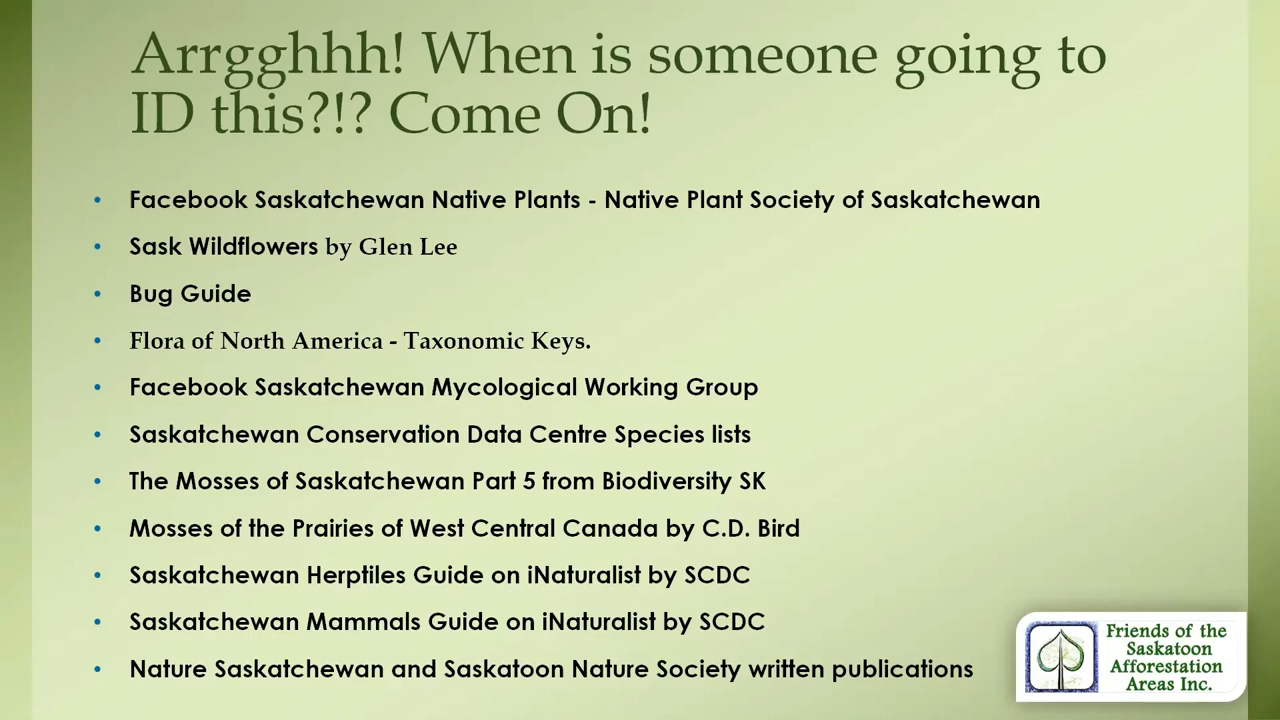 Arrgghhh! When is someone going to
ID this?!? Come On!
• Facebook Saskatchewan Native Plants - Native Plant Society of Saskatchewan
• Sask Wildflowers by Glen Lee
• Bug Guide
• Flora of North America - Taxonomic Keys.
• Facebook Saskatchewan Mycological Working Group
• Saskatchewan Conservation Data Centre Species lists
• The Mosses of Saskatchewan Part 5 from Biodiversity SK
• Mosses of the Prairies of West Central Canada by C.D. Bird
• Saskatchewan Herptiles Guide on iNaturalist by SCDC
• Saskatchewan Mammals Guide on iNaturalist by SCDC
• Nature Saskatchewan and Saskatoon Nature Society written publications
Friends of the
Saskatoon
Afforestation
Areas Inc.